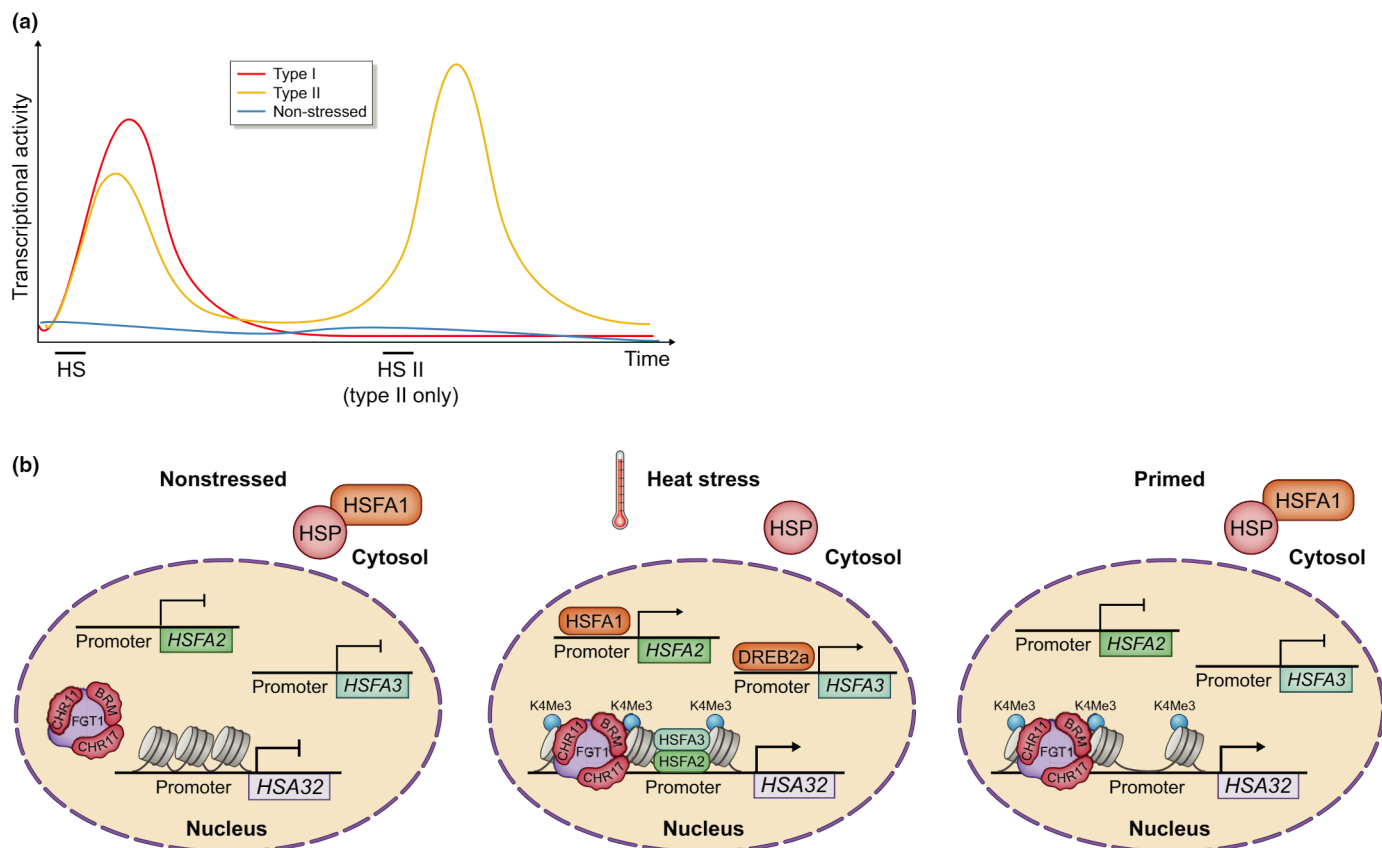 (a)
Transcriptional activity
Type I
Type II
Non-stressed
HS
HS II
(type II only)
Time
(b)
Nonstressed
HSFA1
HSP
Cytosol
Promoter
HSFA2
Promoter
HSFA3
CHR11
BRM
FGT1
CHR17
Promoter
HSA32
Nucleus
Heat stress
HSP
Cytosol
HSFA1
Promoter
HSFA2
DREB2a
Promoter
HSFA3
K4Me3
K4Me3
K4Me3
CHR11
BRM
FGT1
CHR17
HSFA3
HSFA2
Promoter
HSA32
Nucleus
Primed
HSFA1
HSP
Cytosol
Promoter
HSFA2
Promoter
HSFA3
K4Me3
K4Me3
K4Me3
CHR11
BRM
FGT1
CHR17
Promoter
HSA32
Nucleus